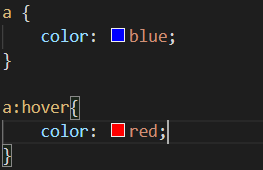 a {
    color: blue;
}

a:hover{
    color: red;
}